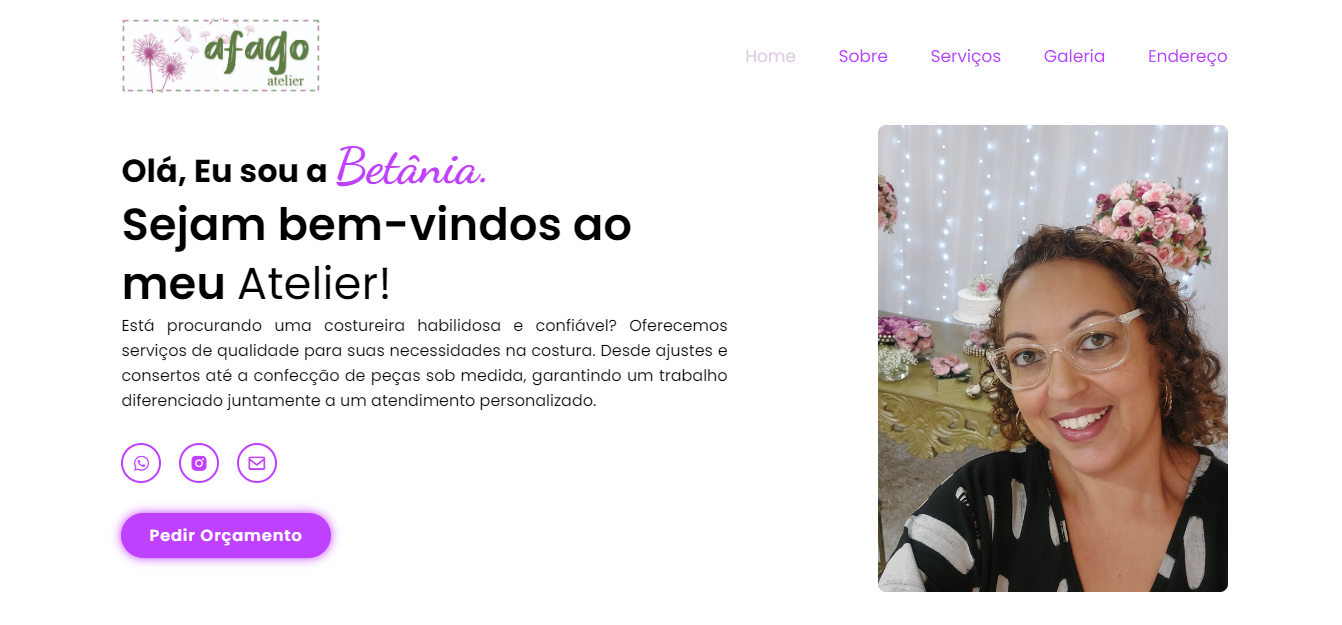 afago
atelier
Home Sobre Serviços Galeria Endereço
Olá, Eu sou a Betânia.
Sejam bem-vindos ao
meu Atelier!
Está procurando uma costureira habilidosa e confiável? Oferecemos
serviços de qualidade para suas necessidades na costura. Desde ajustes e
consertos até a confecção de peças sob medida, garantindo um trabalho
diferenciado juntamente a um atendimento personalizado.
Pedir Orçamento